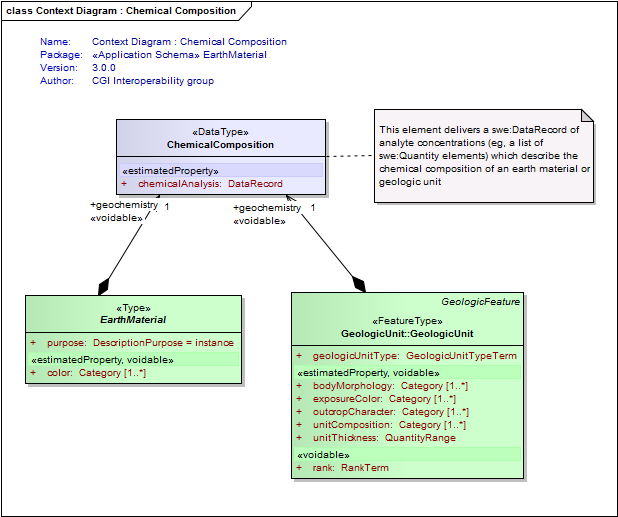 class Context Diagram : Chemical Composition
Name: Context Diagram : Chemical Composition
Package: «Application Schema» EarthMaterial
Version: 3.0.0
Author: CGI Interoperability group
«DataType»
ChemicalComposition
«estimatedProperty»
+ chemicalAnalysis: DataRecord
This element delivers a swe:DataRecord of
analyte concentrations (eg, a list of
swe:Quantity elements) which describe the
chemical composition of an earth material or
geologic unit
+geochemistry 1
«voidable»
+geochemistry 1
«voidable»
«Type»
EarthMaterial
+ purpose: DescriptionPurpose = instance
«estimatedProperty, voidable»
+ color: Category [1..*]
GeologicFeature
«FeatureType»
GeologicUnit::GeologicUnit
+ geologicUnitType: GeologicUnitTypeTerm
«estimatedProperty, voidable»
+ bodyMorphology: Category [1..*]
+ exposureColor: Category [1..*]
+ outcropCharacter: Category [1..*]
+ unitComposition: Category [1..*]
+ unitThickness: QuantityRange
«voidable»
+ rank: RankTerm